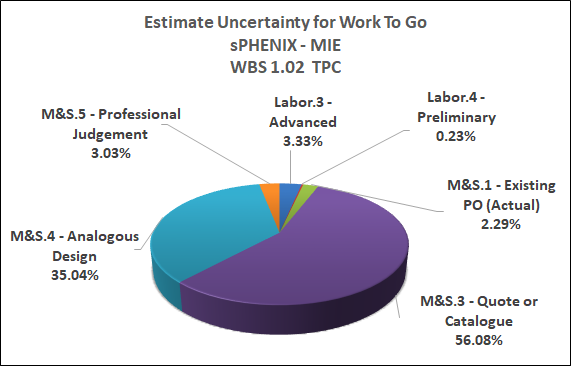 Estimate Uncertainty for Work To Go
sPHENIX - MIE
WBS 1.02  TPC
Labor.3 -
Advanced
3.33%
Labor.4 -
Preliminary
0.23%
M&S.1 - Existing
PO (Actual)
2.29%
M&S.3 - Quote or
Catalogue
56.08%
M&S.4 - Analogous
Design
35.04%
M&S.5 - Professional
Judgement
3.03%